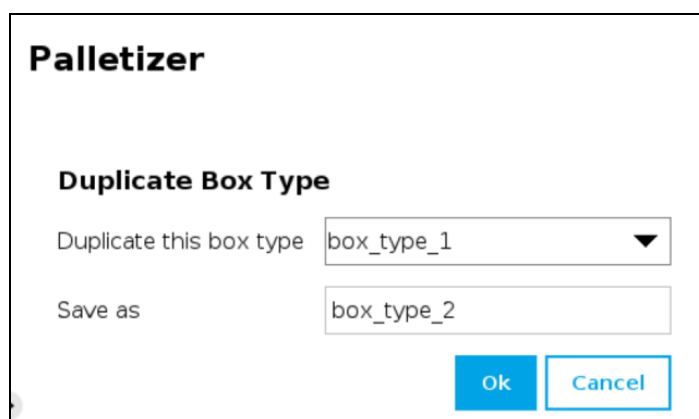 Palletizer
Duplicate Box Type
Duplicate this box type box_type_1
Save as box_type_2
Ok Cancel